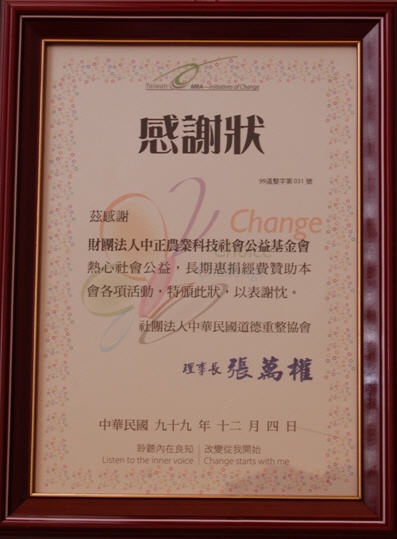 Taiwan MRA—Initiatives of Change
感謝狀
99道整字第031號
茲感謝
Change
財團法人中正農業科技社會公益基金會
熱心社會公益，長期惠捐經費贊助本
會各項活動，特頒此狀，以表謝忱。
社團法人中華民國道德重整協會
理事長 張萬權
中華民國 九十九 年 十二 月 四 日
聆聽內在良知 | 改變從我開始
Listen to the inner voice | Change starts with me